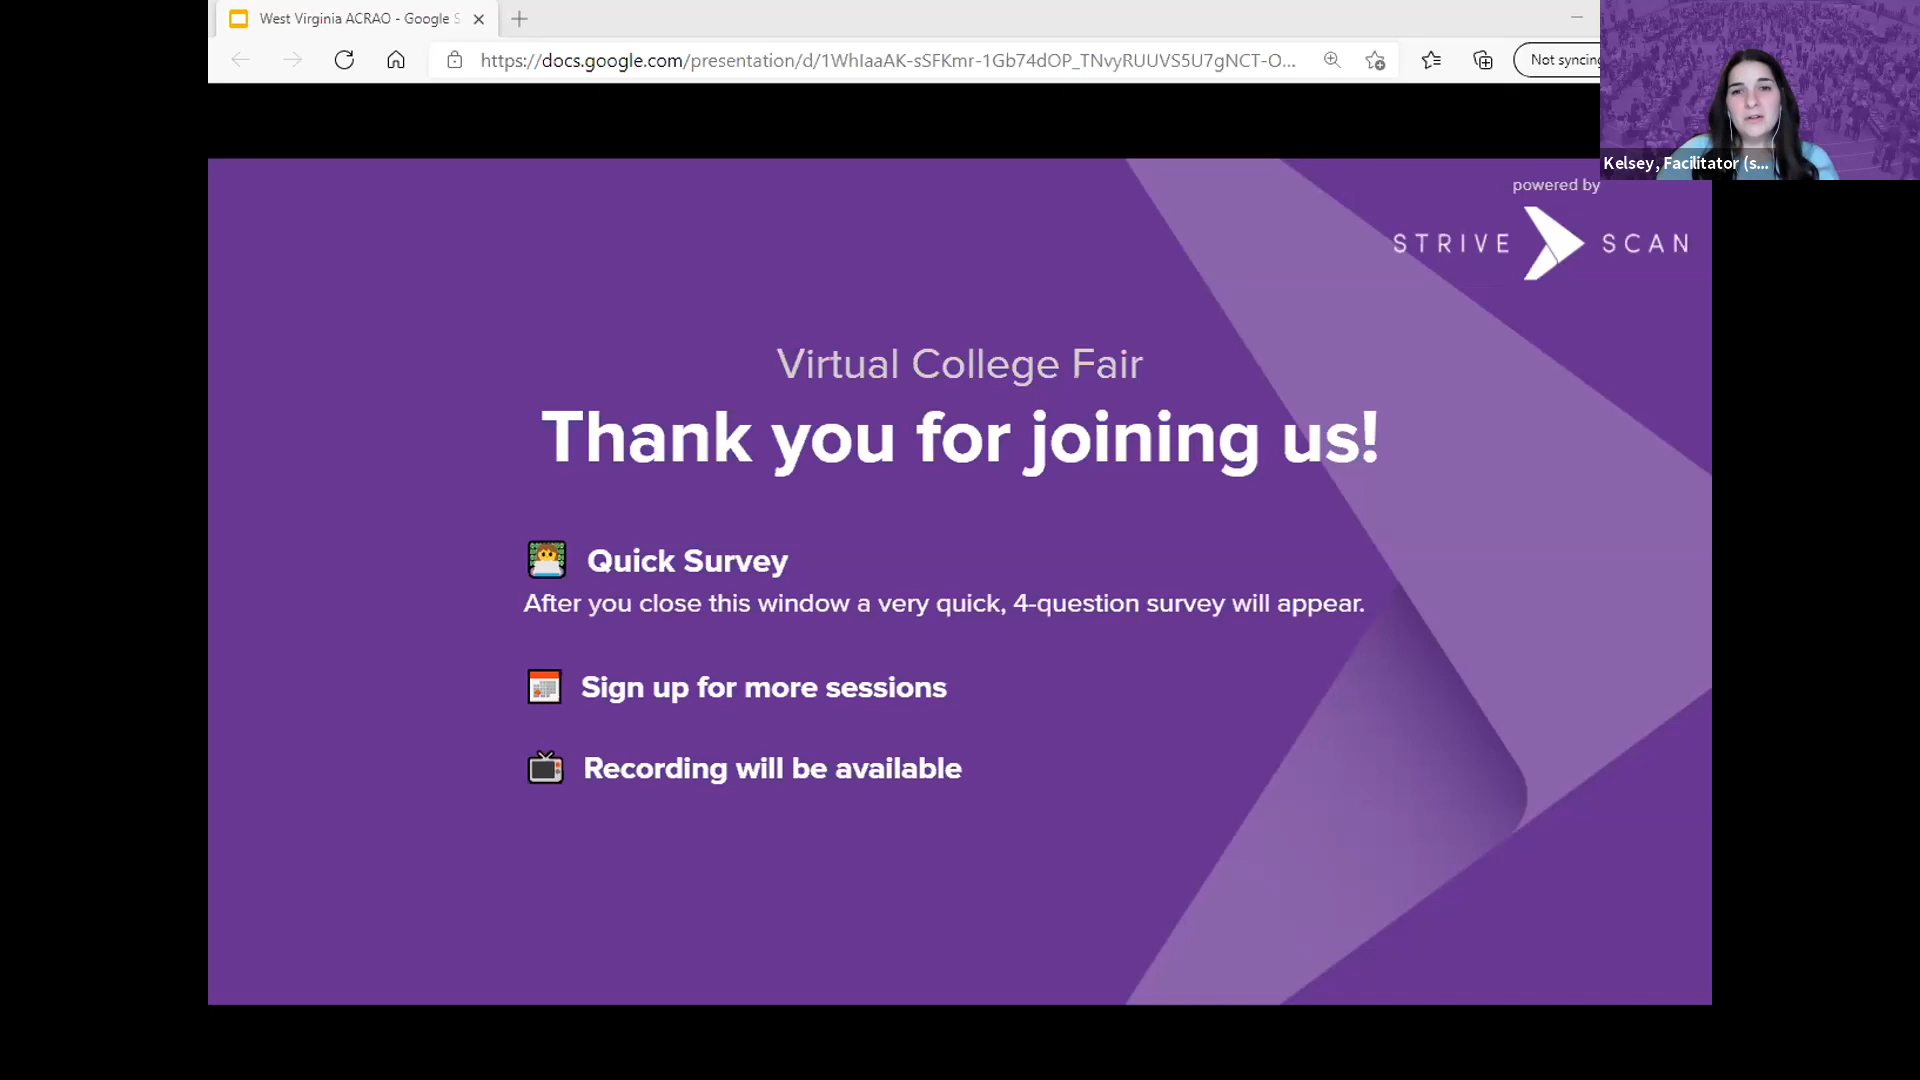 West Virginia ACRAO - Google S
https://docs.google.com/presentation/d/1WhIaaAK-sSFKmr-1Gb74dOP_TNvyRUUVS5U7gNCT-O...
Not syncing
Kelsey, Facilitator (s...
powered by
STRIVE SCAN
Virtual College Fair
Thank you for joining us!
Quick Survey
After you close this window a very quick, 4-question survey will appear.
Sign up for more sessions
Recording will be available